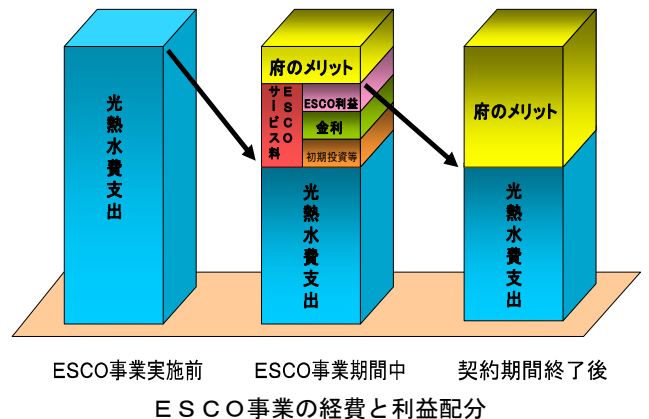 光熱水費支出
府のメリット
ESCOサービス料
ESCO利益
金利
初期投資等
光熱水費支出
府のメリット
光熱水費支出
ESCO事業実施前
ESCO事業期間中
契約期間終了後
ＥＳＣＯ事業の経費と利益配分